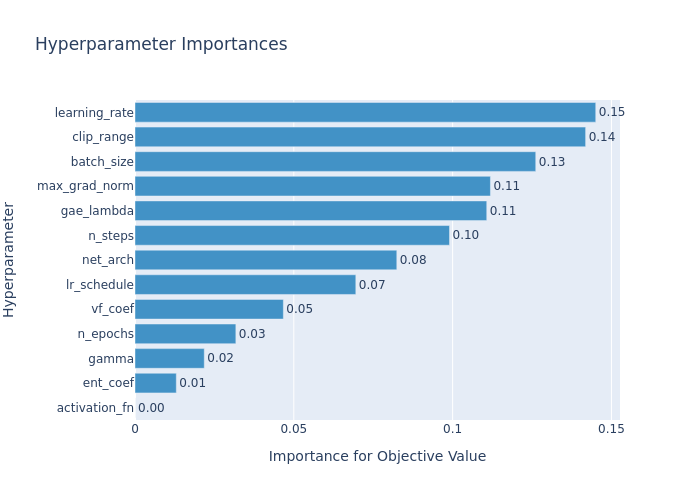 Hyperparameter Importances
Hyperparameter
learning_rate 0.15
clip_range 0.14
batch_size 0.13
max_grad_norm 0.11
gae_lambda 0.11
n_steps 0.10
net_arch 0.08
lr_schedule 0.07
vf_coef 0.05
n_epochs 0.03
gamma 0.02
ent_coef 0.01
activation_fn 0.00
0 0.05 0.1 0.15
Importance for Objective Value